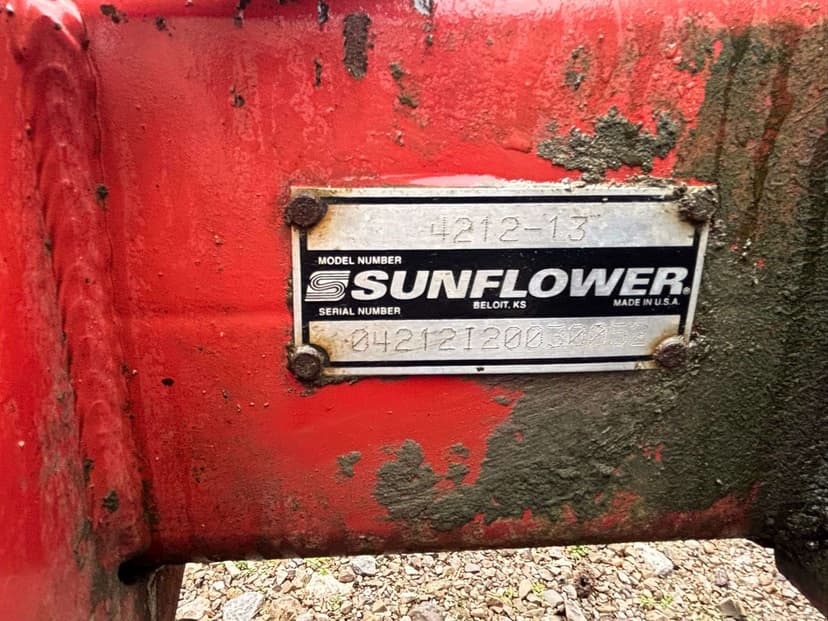 4212-13
MODEL NUMBER
SUNFLOWER®
BELOIT, KS MADE IN U.S.A.
SERIAL NUMBER
04212I20030052